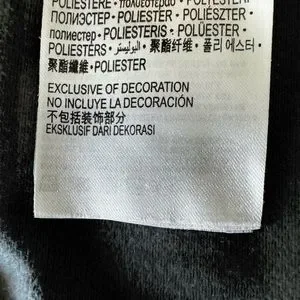 ПОЛИЭСТЕР • POLIESTER • POLIÉSZTER •
полиестер • POLIESTERIS • POLÜESTER •
POLIESTERS • البوليستر • 聚酯纤维 • 폴리 에스터 •
聚酯纖維 • POLIESTER
EXCLUSIVE OF DECORATION
NO INCLUYE LA DECORACIÓN
不包括装饰部分
EKSKLUSIF DARI DEKORASI